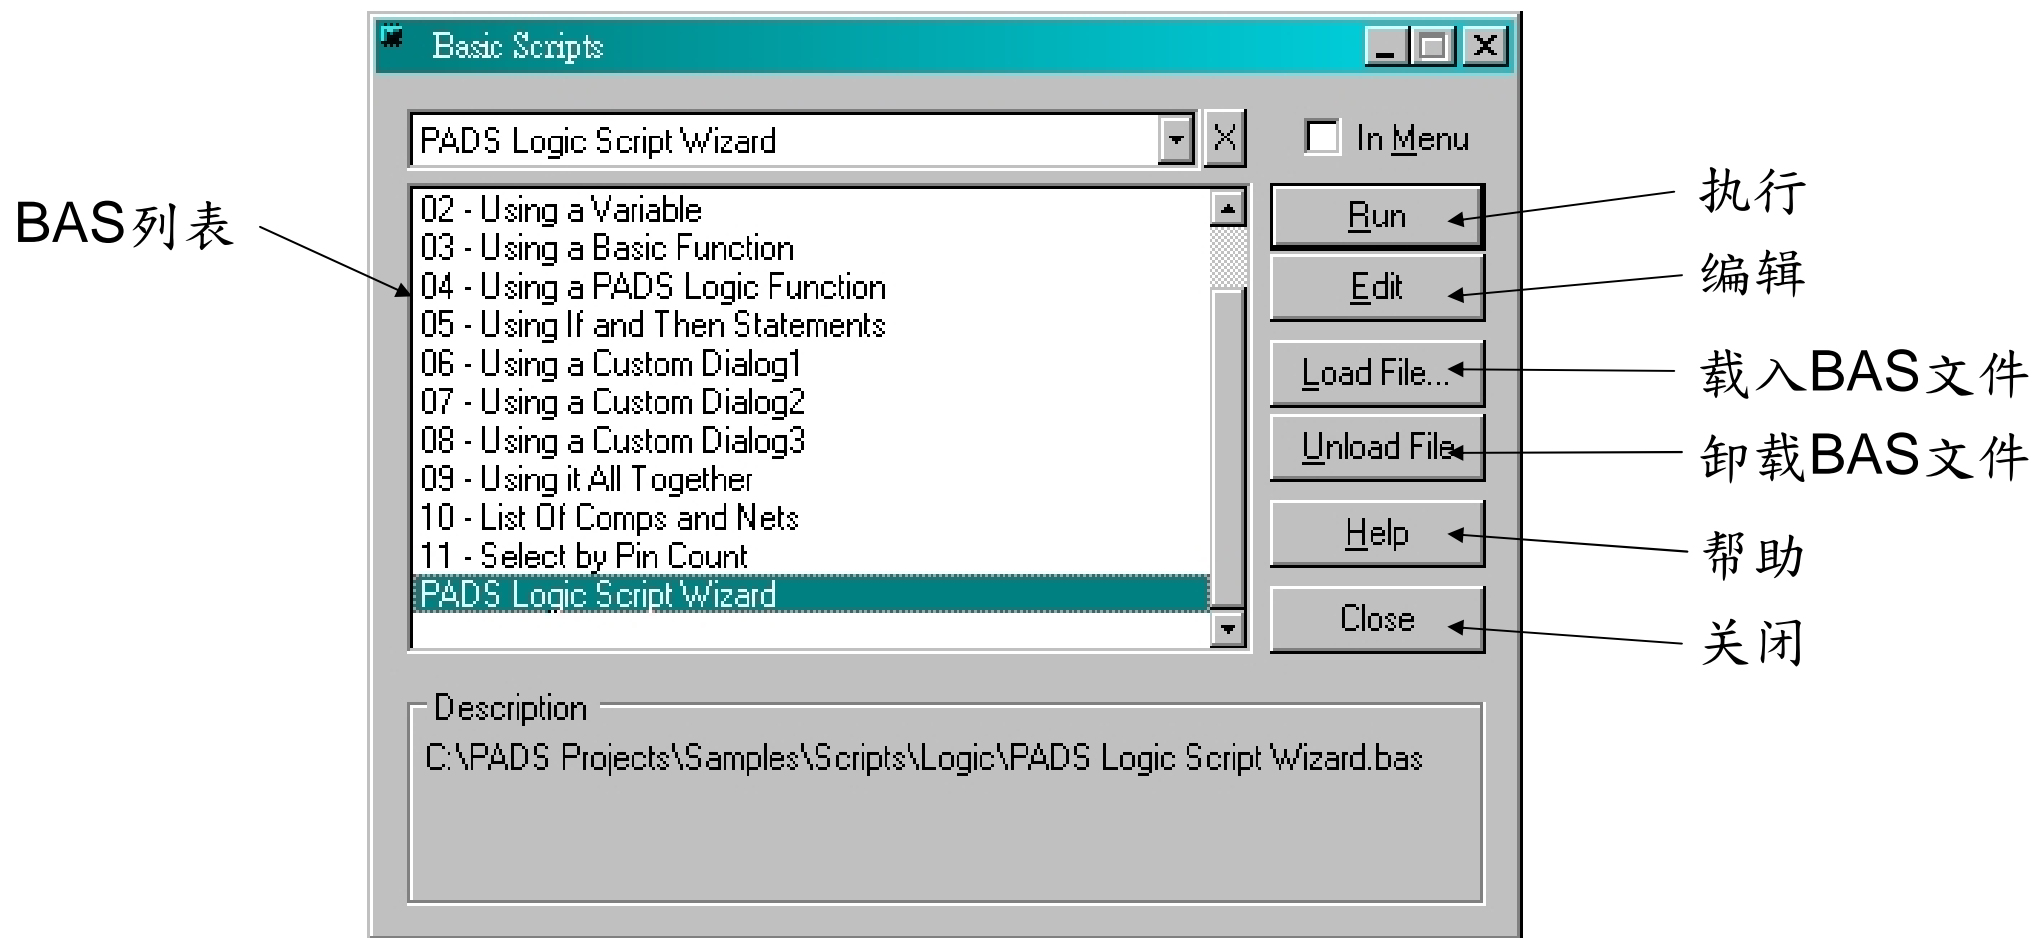 Basic Scripts
PADS Logic Script Wizard
In Menu
BAS列表
02 - Using a Variable
03 - Using a Basic Function
04 - Using a PADS Logic Function
05 - Using If and Then Statements
06 - Using a Custom Dialog1
07 - Using a Custom Dialog2
08 - Using a Custom Dialog3
09 - Using it All Together
10 - List Of Comps and Nets
11 - Select by Pin Count
PADS Logic Script Wizard
Run
执行
Edit
编辑
Load File...
载入BAS文件
Unload File
卸载BAS文件
Help
帮助
Close
关闭
Description
C:\PADS Projects\Samples\Scripts\Logic\PADS Logic Script Wizard.bas